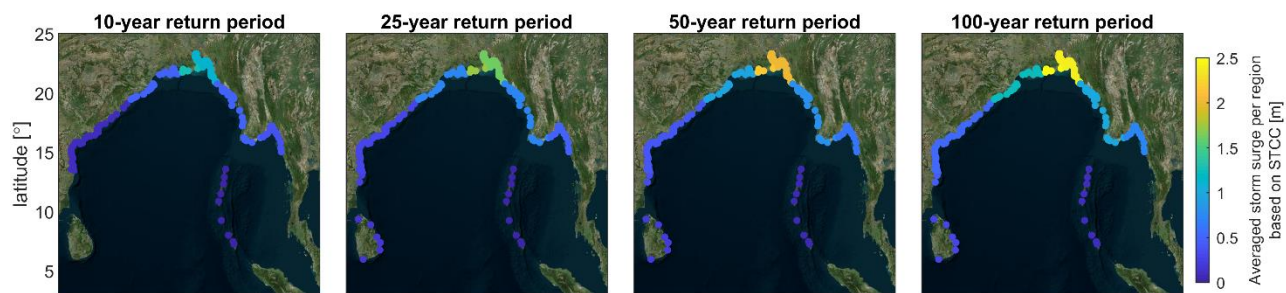 10-year return period
25-year return period
50-year return period
100-year return period
latitude [°]
25
20
15
10
5
2.5
2
1.5
1
0.5
0
Averaged storm surge per region
based on STCC [m]